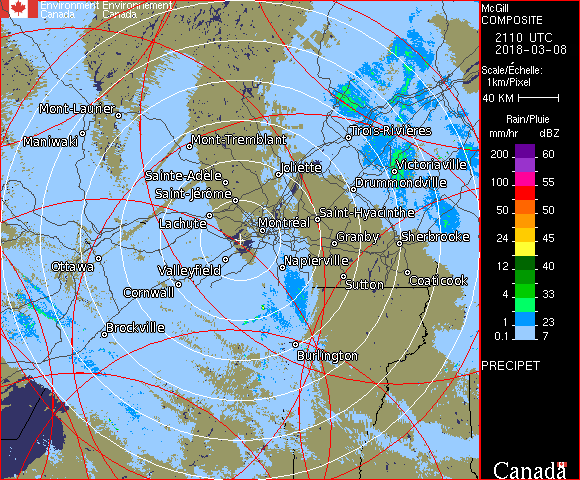 Environment Environnement
Canada Canada
McGill
COMPOSITE
2110 UTC
2018-03-08
Scale/Échelle:
1km/Pixel
40 KM
Rain/Pluie
mm/hr dBZ
200 60
100 55
50 50
24 45
12 40
4 33
1 23
0.1 7
PRECIPET
Canada
Mont-Laurier
Maniwaki
Mont-Tremblant
Trois-Rivières
Joliette
Victoriaville
Sainte-Adèle
Drummondville
Saint-Jérôme
Saint-Hyacinthe
Lachute
Montréal
Granby
Sherbrooke
Ottawa
Valleyfield
Napierville
Sutton
Coaticook
Cornwall
Brockville
Burlington